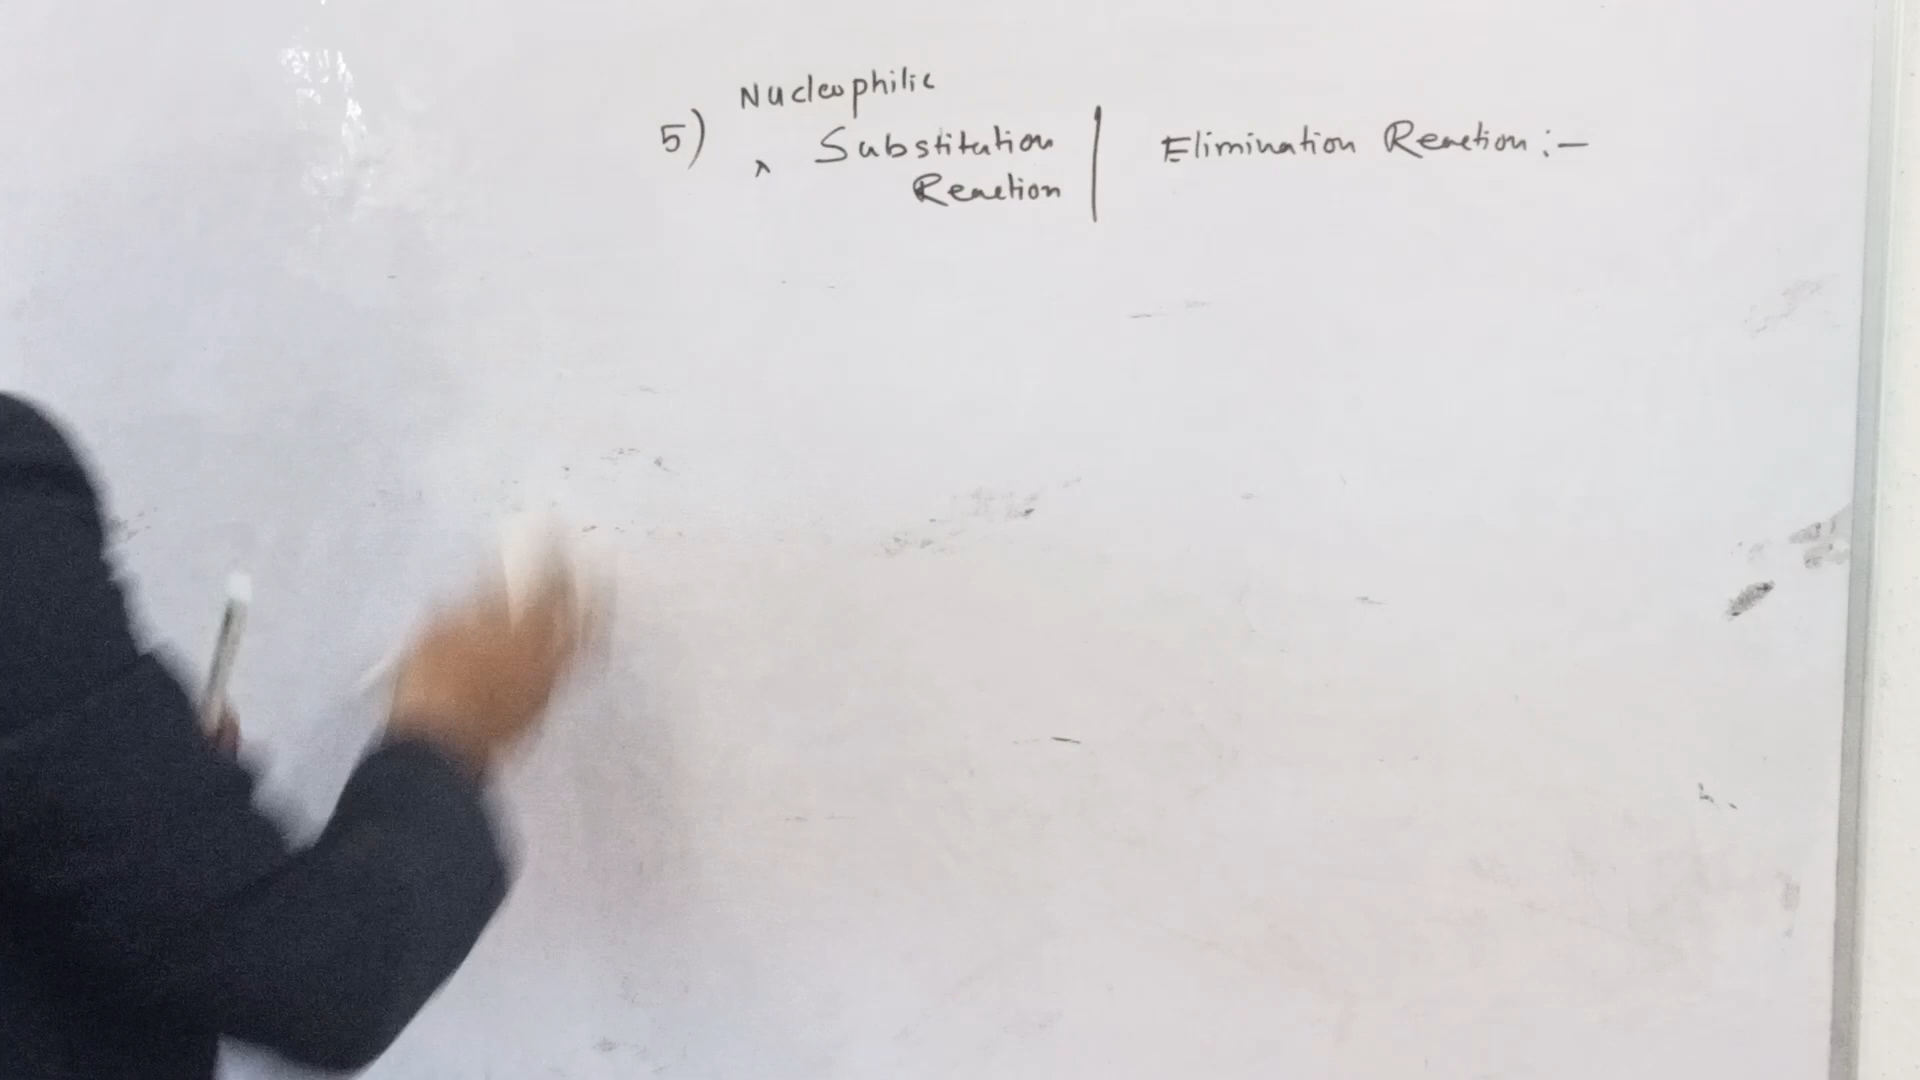 Nucleophilic
5) ^ Substitution | Elimination Reaction :-
Reaction